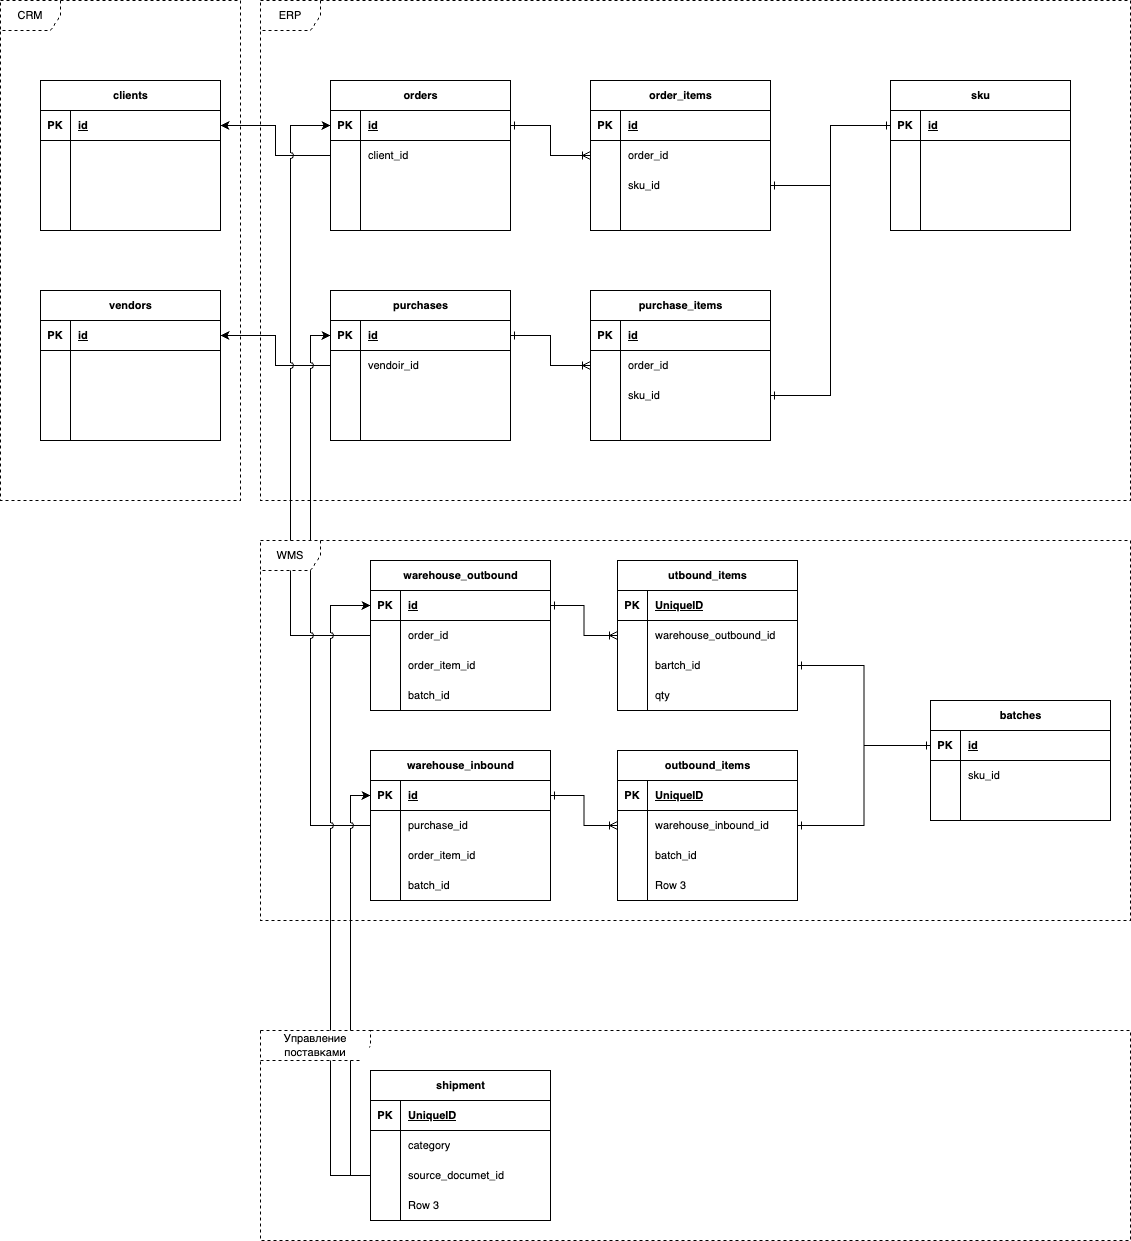 CRM
ERP
clients
PK id
orders
PK id
client_id
order_items
PK id
order_id
sku_id
sku
PK id
vendors
PK id
purchases
PK id
vendoir_id
purchase_items
PK id
order_id
sku_id
WMS
warehouse_outbound
PK id
order_id
order_item_id
batch_id
utbound_items
PK UniqueID
warehouse_outbound_id
bartch_id
qty
batches
PK id
sku_id
warehouse_inbound
PK id
purchase_id
order_item_id
batch_id
outbound_items
PK UniqueID
warehouse_inbound_id
batch_id
Row 3
Управление
поставками
shipment
PK UniqueID
category
source_documet_id
Row 3